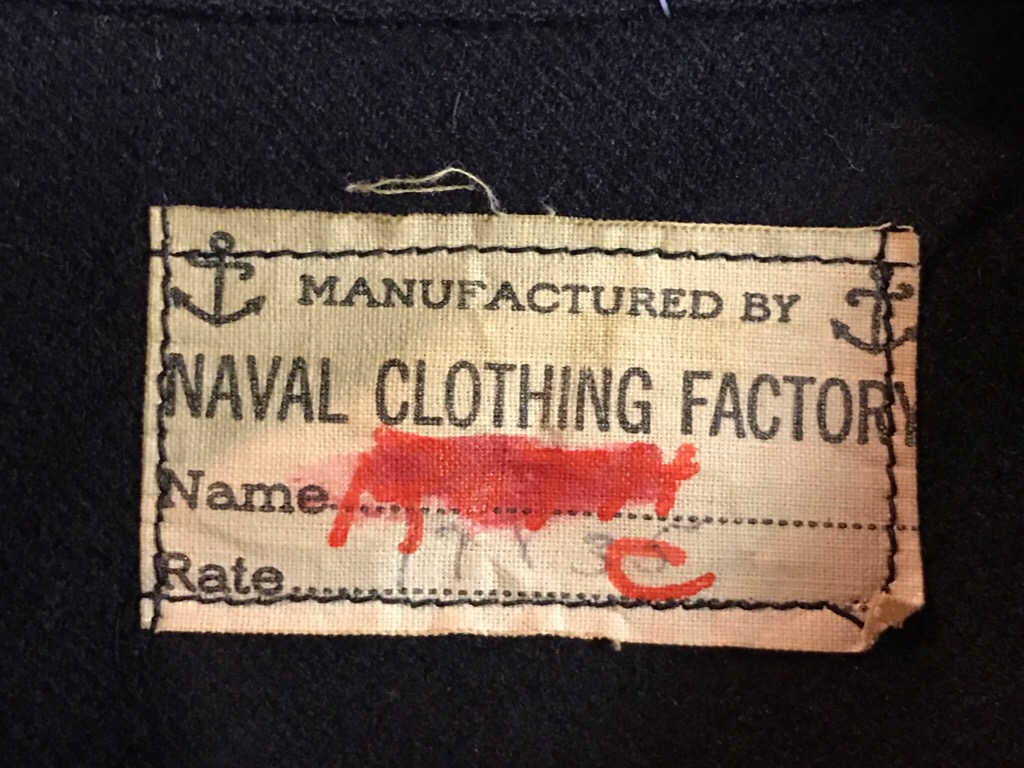 MANUFACTURED BY
NAVAL CLOTHING FACTORY
Name
Rate
C